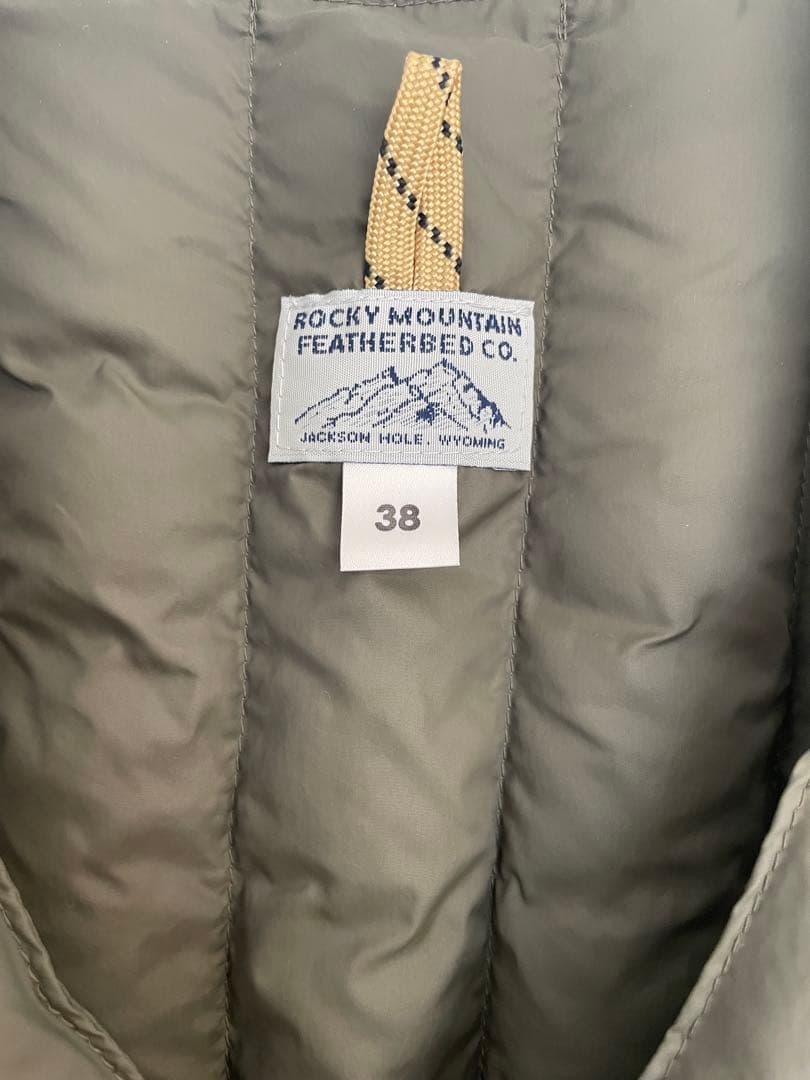 ROCKY MOUNTAIN
FEATHERBED CO.
JACKSON HOLE, WYOMING
38